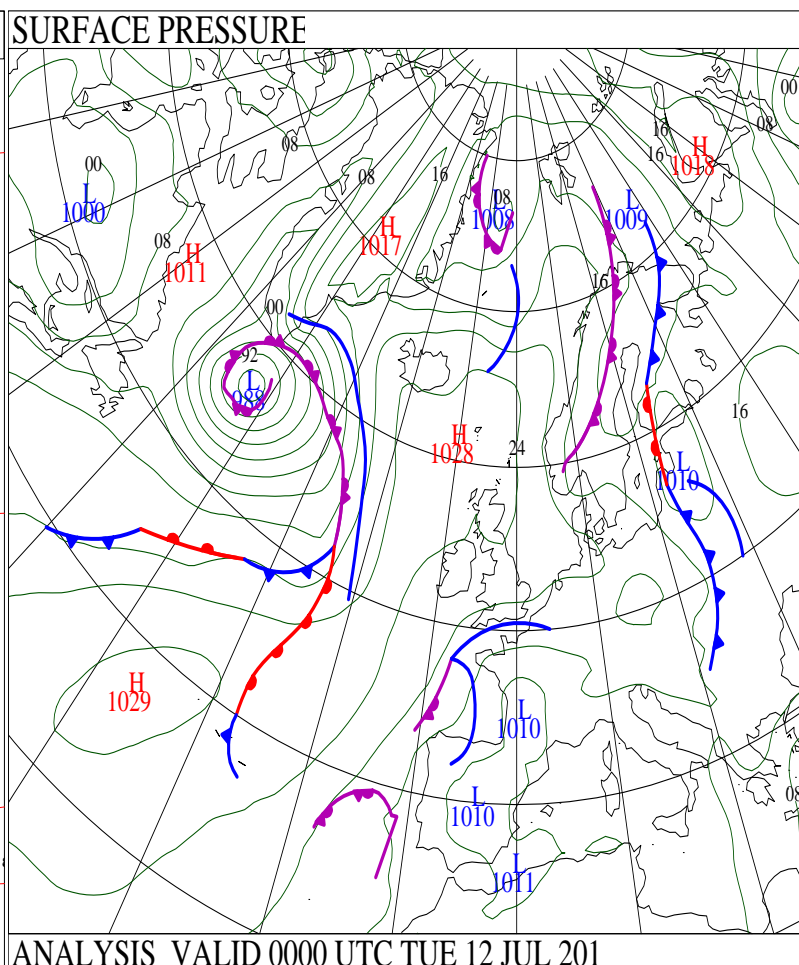 SURFACE PRESSURE
00
16
08
08
16
H
1018
00
08
16
L
1000
08
L
1008
L
1009
H
1017
08
H
1011
16
00
92
L
988
16
H
1028
24
L
1010
H
1029
L
1010
L
1010
08
L
1011
ANALYSIS VALID 0000 UTC TUE 12 JUL 201